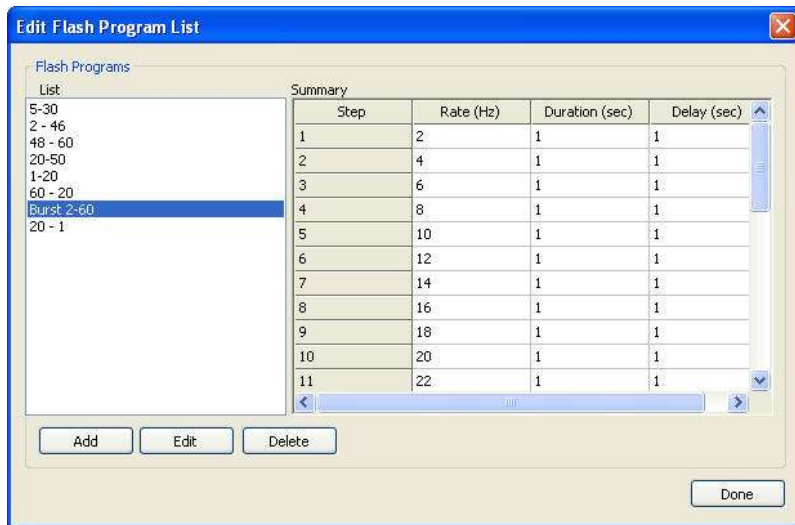 Edit Flash Program List
Flash Programs
List
5-30
2 - 46
48 - 60
20-50
1-20
60 - 20
Burst 2-60
20 - 1
Summary
Step Rate (Hz) Duration (sec) Delay (sec)
1 2 1 1
2 4 1 1
3 6 1 1
4 8 1 1
5 10 1 1
6 12 1 1
7 14 1 1
8 16 1 1
9 18 1 1
10 20 1 1
11 22 1 1
Add Edit Delete
Done